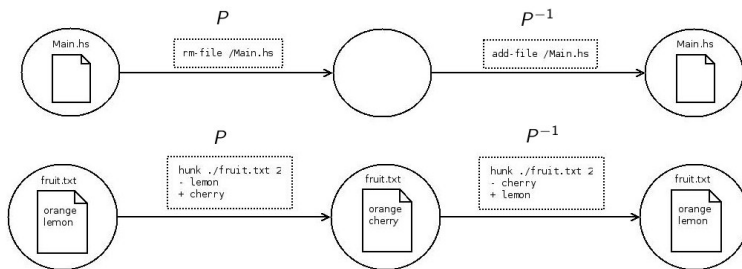 P
P⁻¹
Main.hs
rm-file /Main.hs
add-file /Main.hs
Main.hs
P
P⁻¹
fruit.txt
orange
lemon
hunk ./fruit.txt 2
- lemon
+ cherry
fruit.txt
orange
cherry
hunk ./fruit.txt 2
- cherry
+ lemon
fruit.txt
orange
lemon